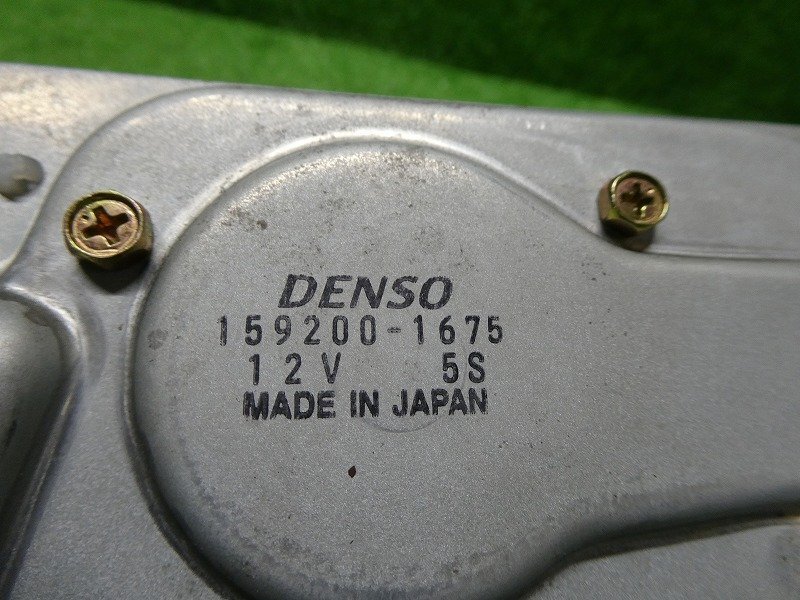 DENSO
159200-1675
12V 5S
MADE IN JAPAN